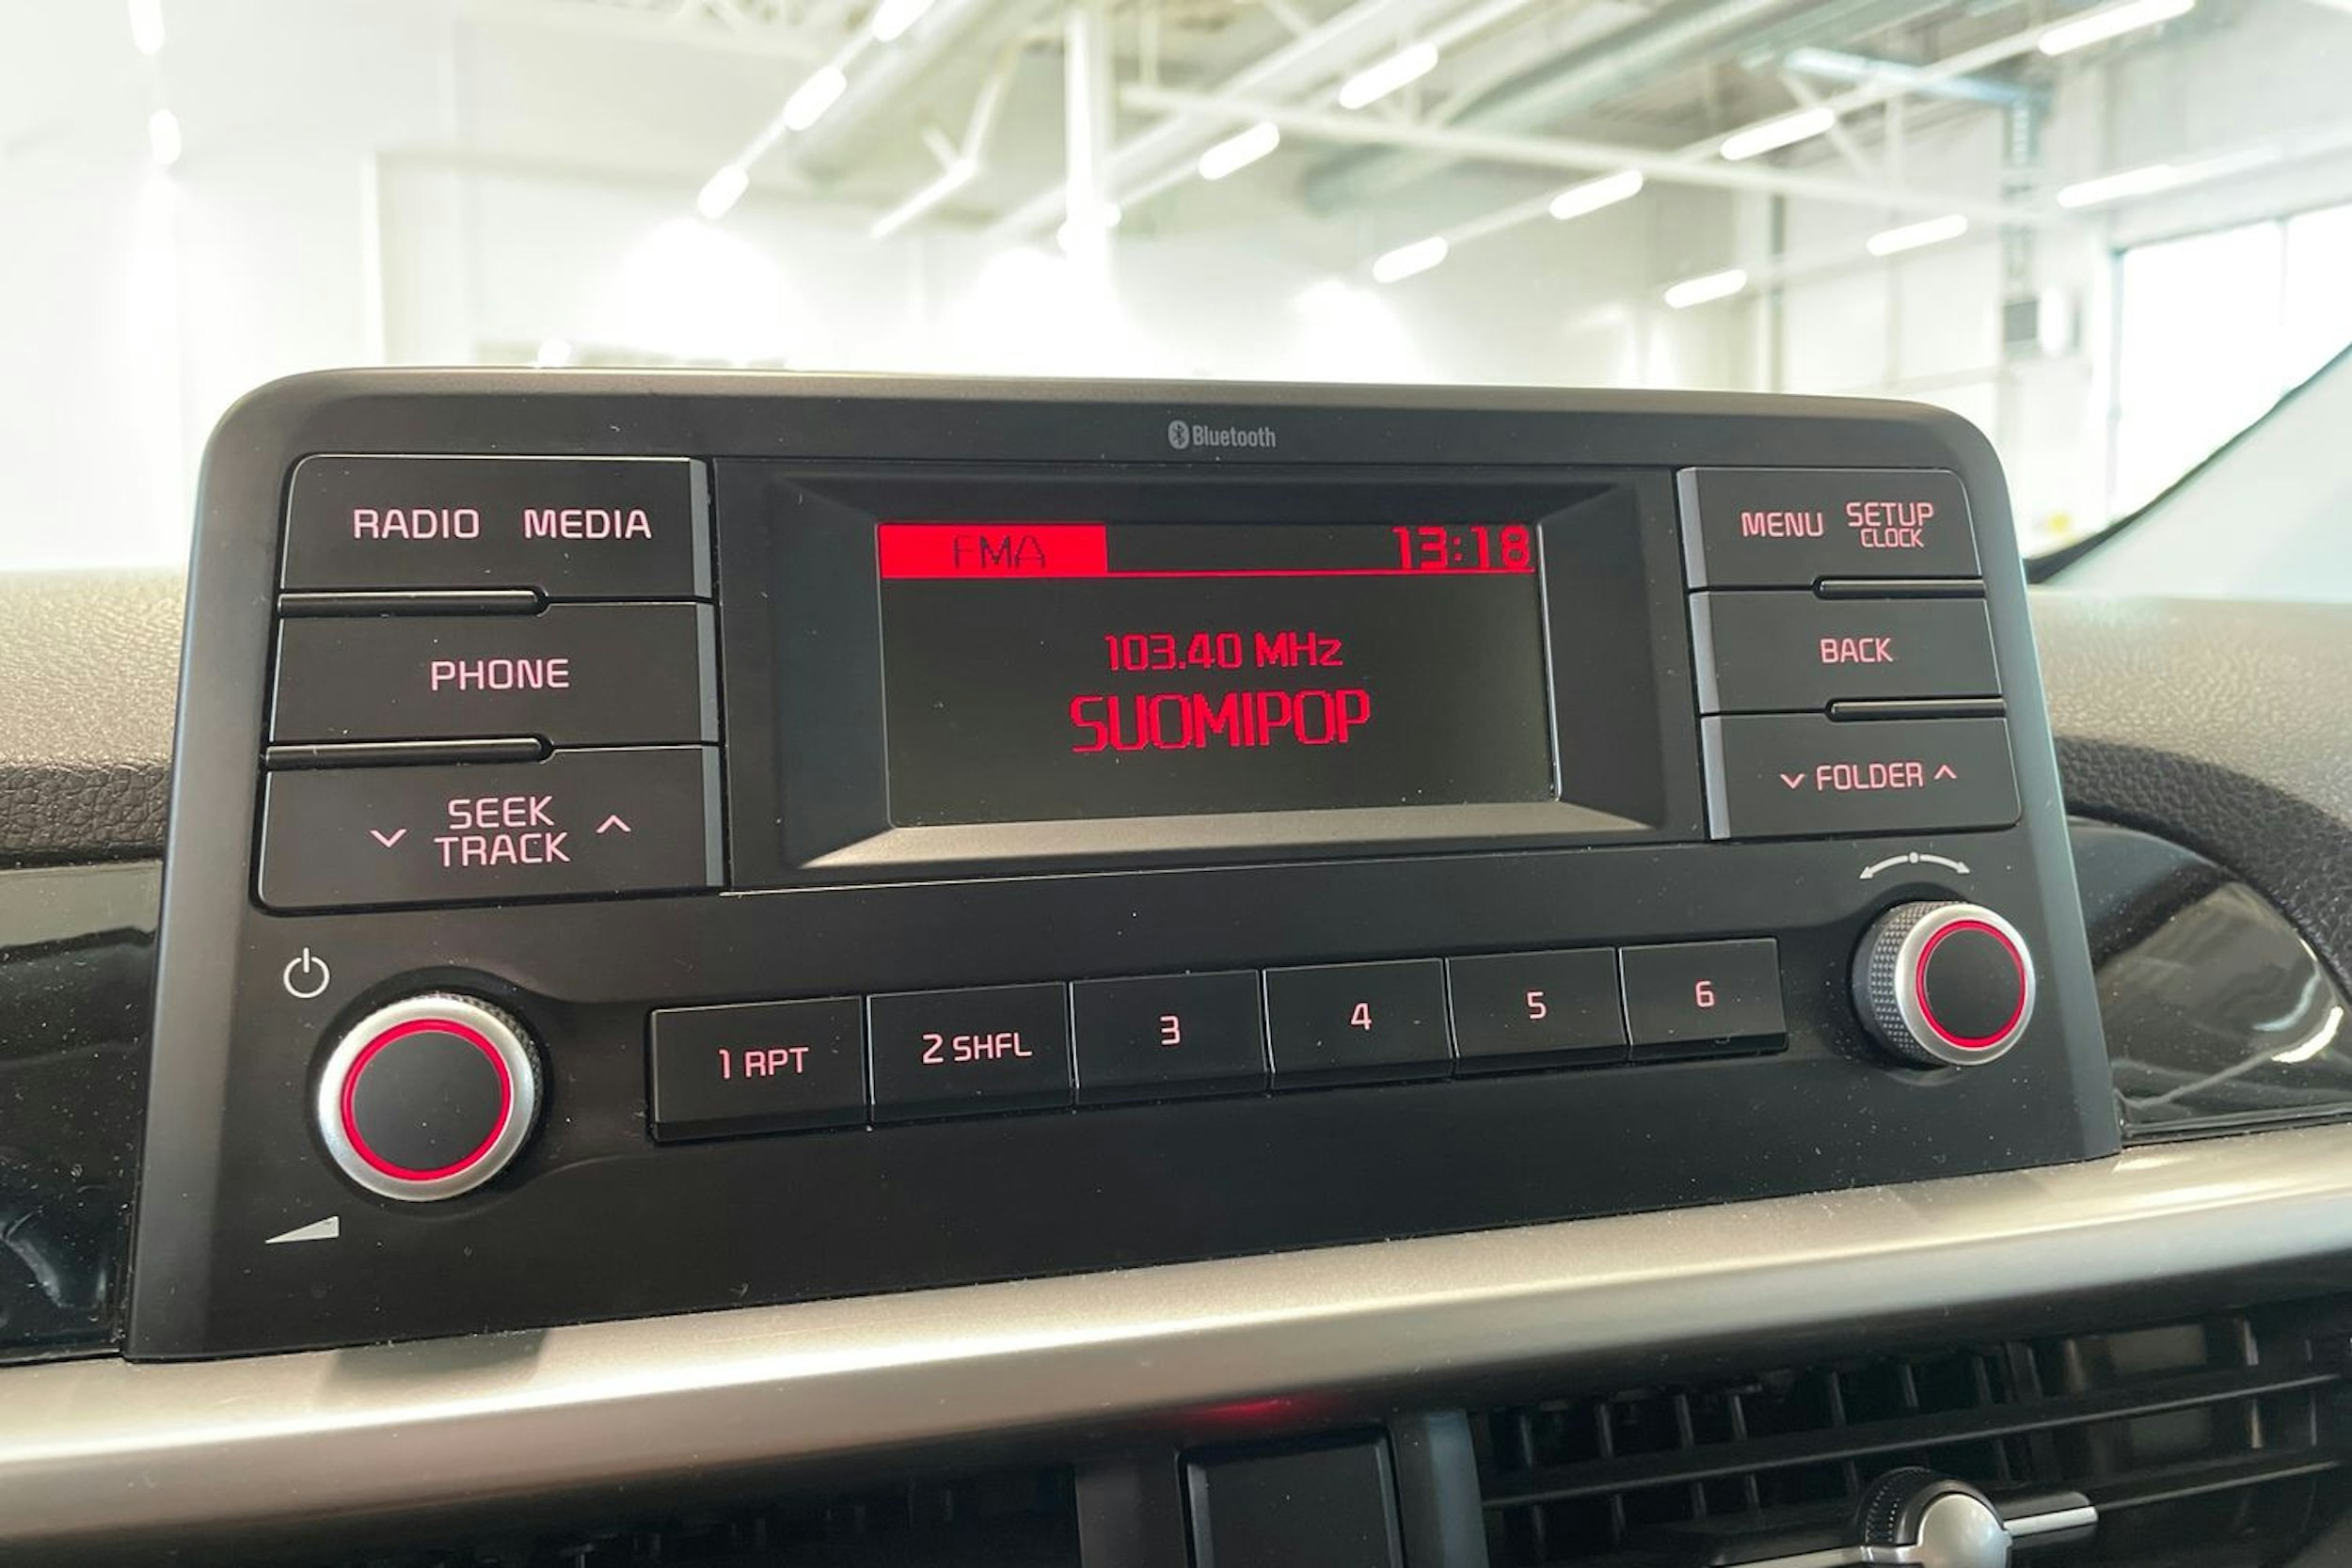 Bluetooth
RADIO MEDIA
FMA 13:18
MENU SETUP
CLOCK
103.40 MHz
PHONE
BACK
SUOMIPOP
SEEK
TRACK
FOLDER
1 RPT 2 SHFL 3 4 5 6